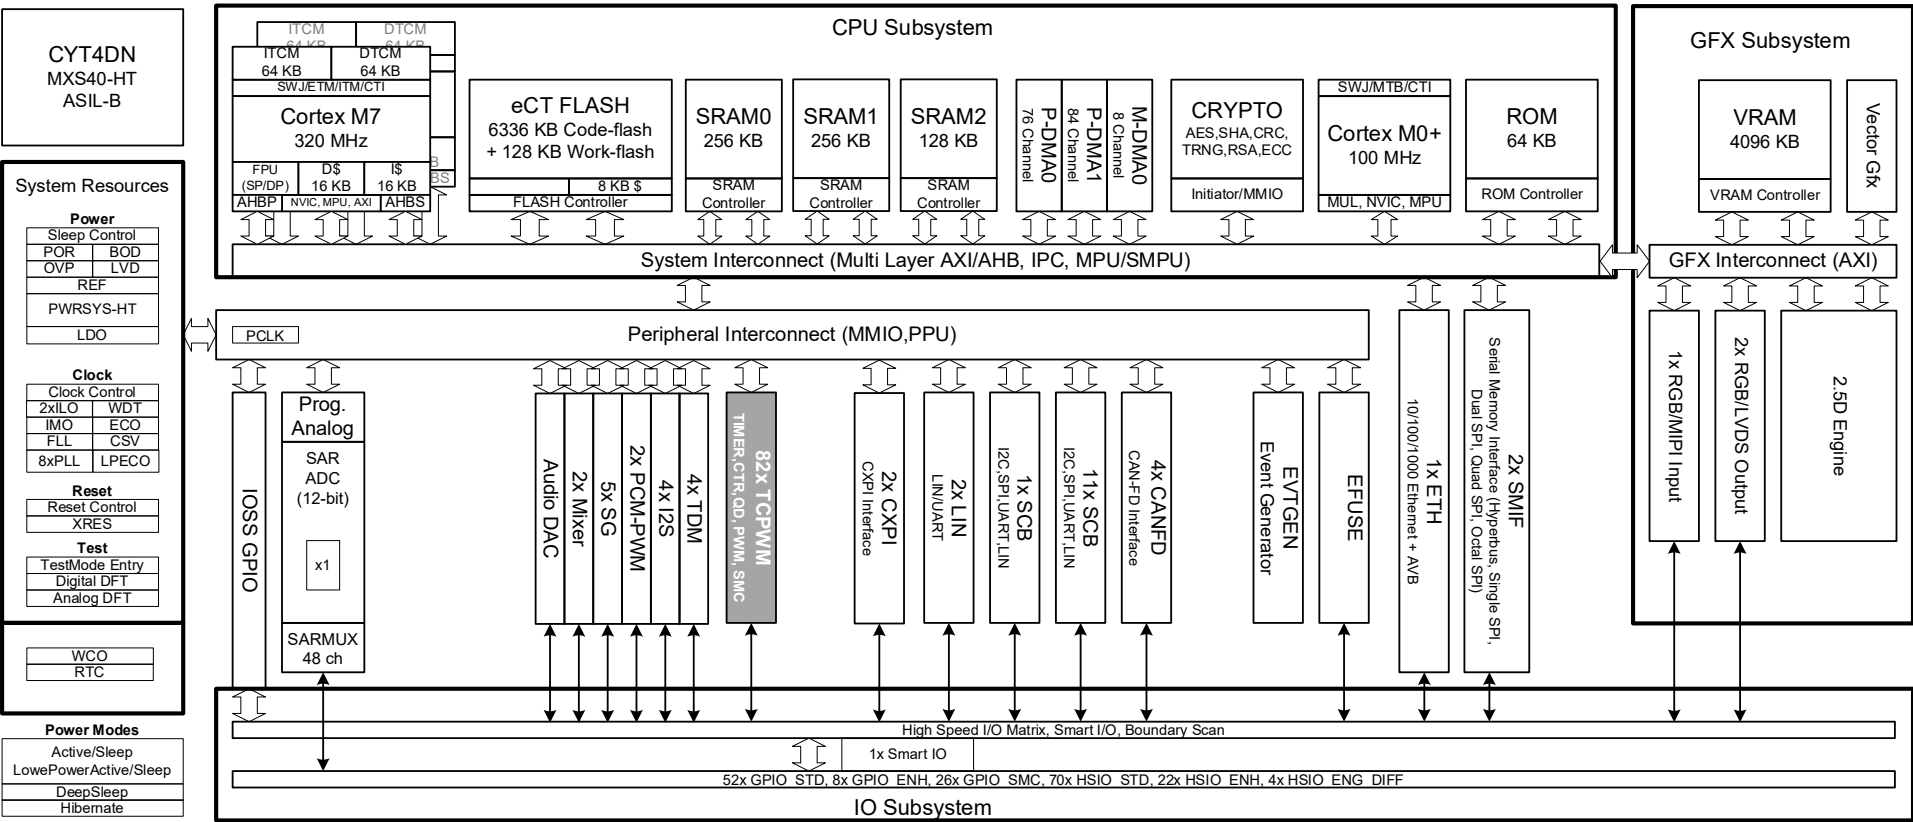 CYT4DN
MXS40-HT
ASIL-B
System Resources
Power
Sleep Control
POR BOD
OVP LVD
REF
PWRSYS-HT
LDO
Clock
Clock Control
2xILO WDT
IMO ECO
FLL CSV
8xPLL LPECO
Reset
Reset Control
XRES
Test
TestMode Entry
Digital DFT
Analog DFT
WCO
RTC
Power Modes
Active/Sleep
LowePowerActive/Sleep
DeepSleep
Hibernate
CPU Subsystem
ITCM DTCM
64 KB 64 KB
ITCM DTCM
64 KB 64 KB
SWJ/ETM/ITM/CTI
Cortex M7
320 MHz
FPU
(SP/DP)
D$
16 KB
I$
16 KB
B
BS
AHBP NVIC, MPU, AXI AHBS
eCT FLASH
6336 KB Code-flash
+ 128 KB Work-flash
8 KB $
FLASH Controller
SRAM0
256 KB
SRAM
Controller
SRAM1
256 KB
SRAM
Controller
SRAM2
128 KB
SRAM
Controller
P-DMA0
76 Channel
P-DMA1
84 Channel
M-DMA0
8 Channel
CRYPTO
AES,SHA,CRC,
TRNG,RSA,ECC
Initiator/MMIO
SWJ/MTB/CTI
Cortex M0+
100 MHz
MUL, NVIC, MPU
ROM
64 KB
ROM Controller
System Interconnect (Multi Layer AXI/AHB, IPC, MPU/SMPU)
GFX Subsystem
VRAM
4096 KB
VRAM Controller
Vector Gfx
GFX Interconnect (AXI)
1x RGB/MIPI Input
2x RGB/LVDS Output
2.5D Engine
PCLK
Peripheral Interconnect (MMIO,PPU)
IOSS GPIO
Prog.
Analog
SAR
ADC
(12-bit)
x1
SARMUX
48 ch
Audio DAC
2x Mixer
5x SG
2x PCM-PWM
4x I2S
4x TDM
82x TCPWM
TIMER,CTR,QD, PWM, SMC
2x CXPI
CXPI Interface
2x LIN
LIN/UART
1x SCB
I2C,SPI,UART,LIN
11x SCB
I2C,SPI,UART,LIN
4x CANFD
CAN-FD Interface
EVTGEN
Event Generator
EFUSE
1x ETH
10/100/1000 Ethernet + AVB
2x SMIF
Serial Memory Interface (Hyperbus, Single SPI,
Dual SPI, Quad SPI, Octal SPI)
High Speed I/O Matrix, Smart I/O, Boundary Scan
1x Smart IO
52x GPIO_STD, 8x GPIO_ENH, 26x GPIO_SMC, 70x HSIO_STD, 22x HSIO_ENH, 4x HSIO_ENG_DIFF
IO Subsystem